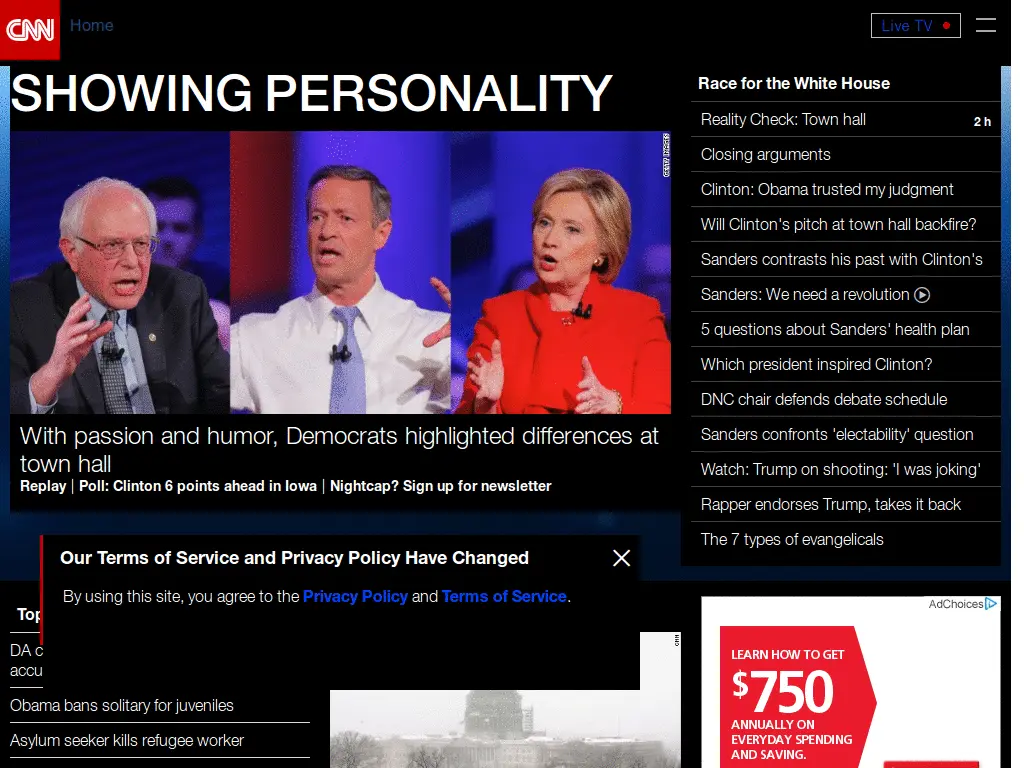 CNN
Home
Live TV
SHOWING PERSONALITY
GETTY IMAGES
With passion and humor, Democrats highlighted differences at
town hall
Replay | Poll: Clinton 6 points ahead in Iowa | Nightcap? Sign up for newsletter
Race for the White House
Reality Check: Town hall 2 h
Closing arguments
Clinton: Obama trusted my judgment
Will Clinton's pitch at town hall backfire?
Sanders contrasts his past with Clinton's
Sanders: We need a revolution
5 questions about Sanders' health plan
Which president inspired Clinton?
DNC chair defends debate schedule
Sanders confronts 'electability' question
Watch: Trump on shooting: 'I was joking'
Rapper endorses Trump, takes it back
The 7 types of evangelicals
Our Terms of Service and Privacy Policy Have Changed
By using this site, you agree to the Privacy Policy and Terms of Service.
Top
DA c
accu
Obama bans solitary for juveniles
Asylum seeker kills refugee worker
CNN
AdChoices
LEARN HOW TO GET
$750
ANNUALLY ON
EVERYDAY SPENDING
AND SAVING.